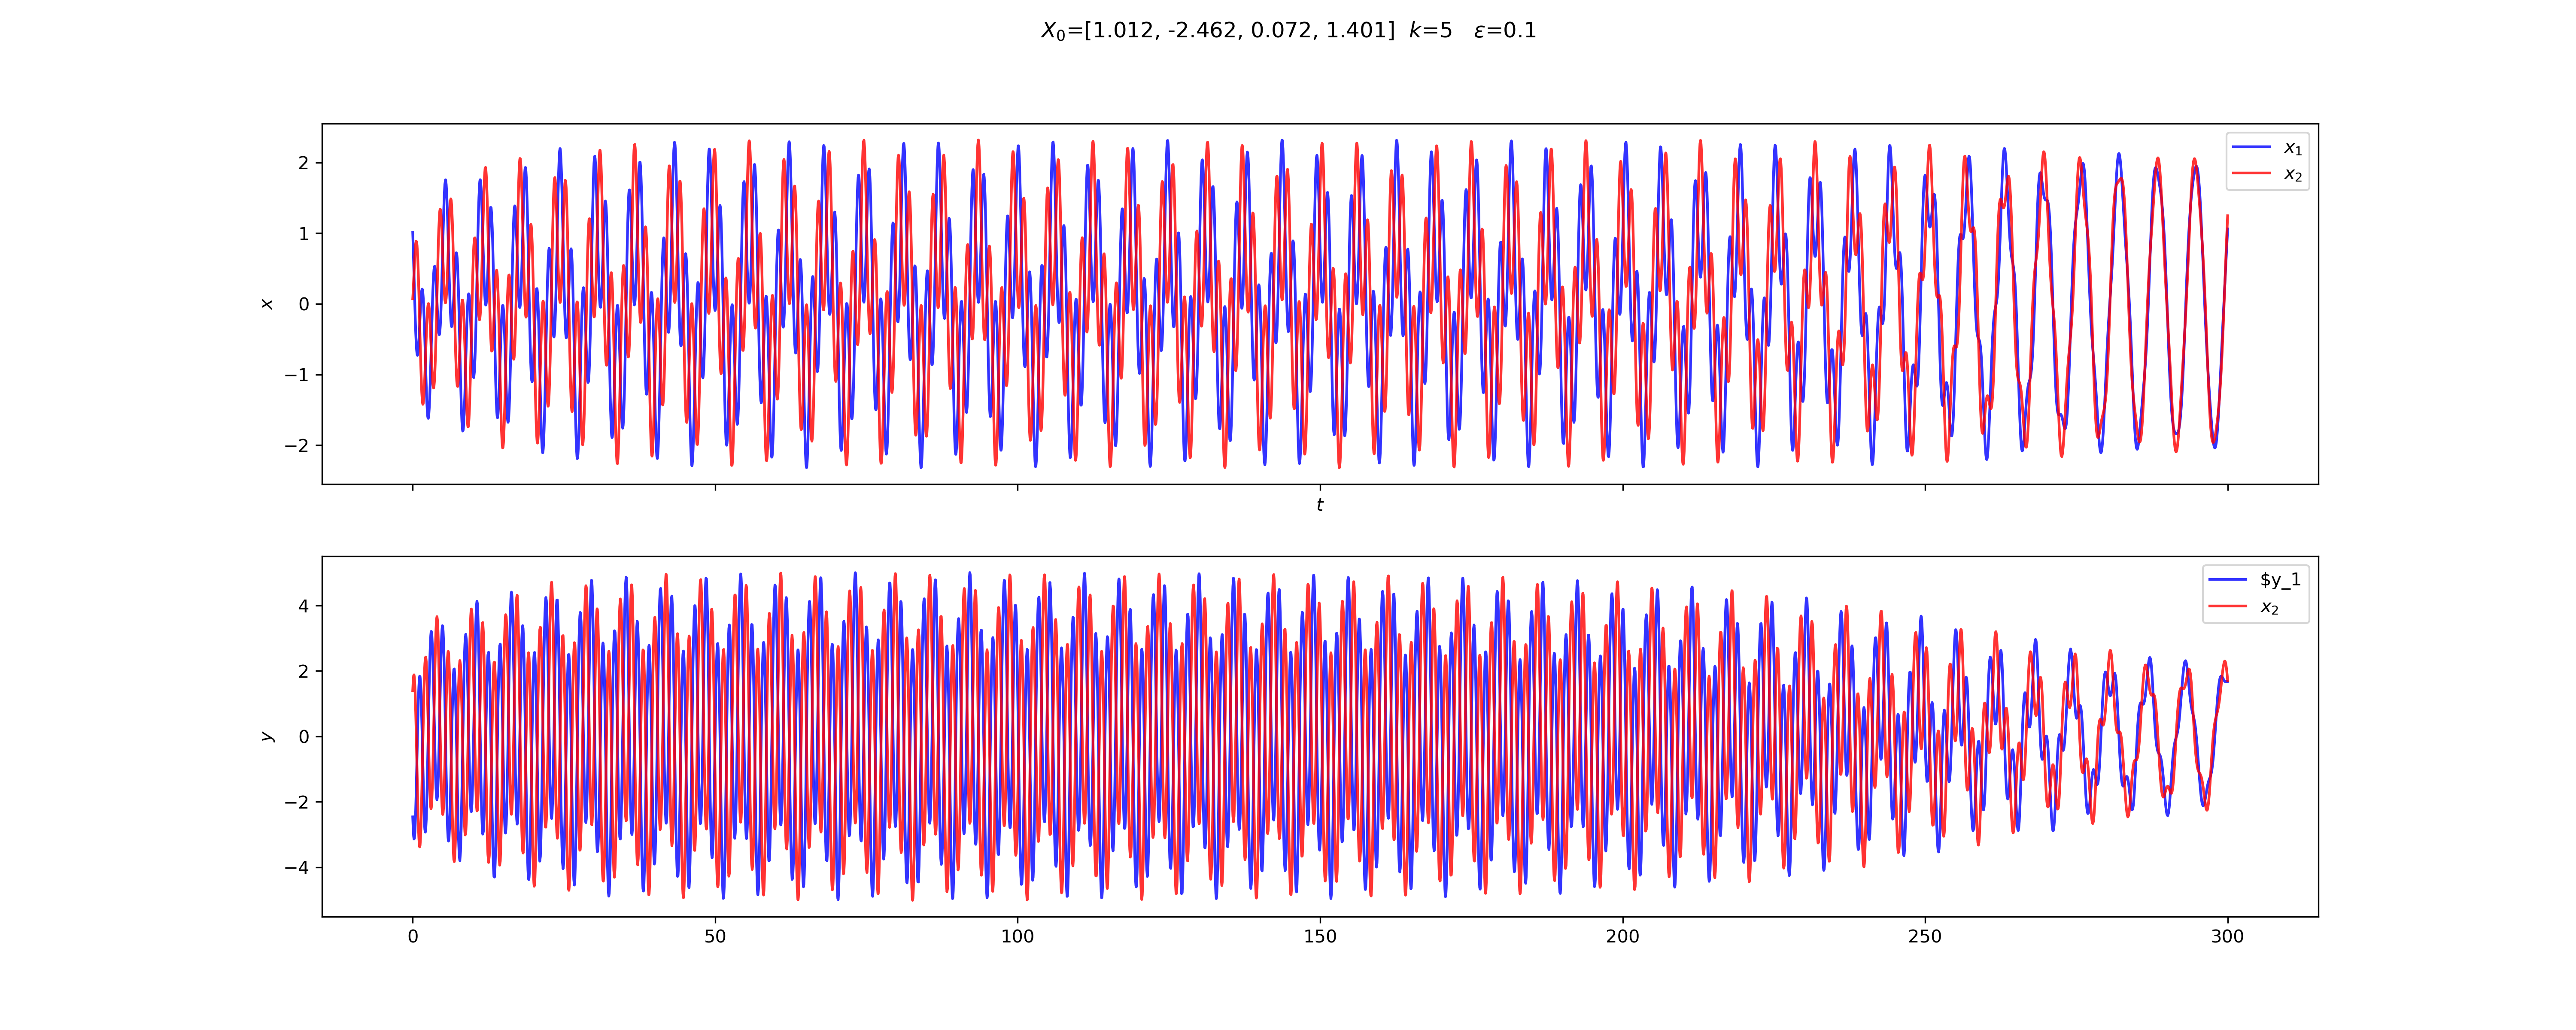 X₀=[1.012, -2.462, 0.072, 1.401] k=5 ε=0.1
2
1
0
−1
−2
x
t
x₁
x₂
4
2
0
−2
−4
y
$y_1
x₂
0 50 100 150 200 250 300